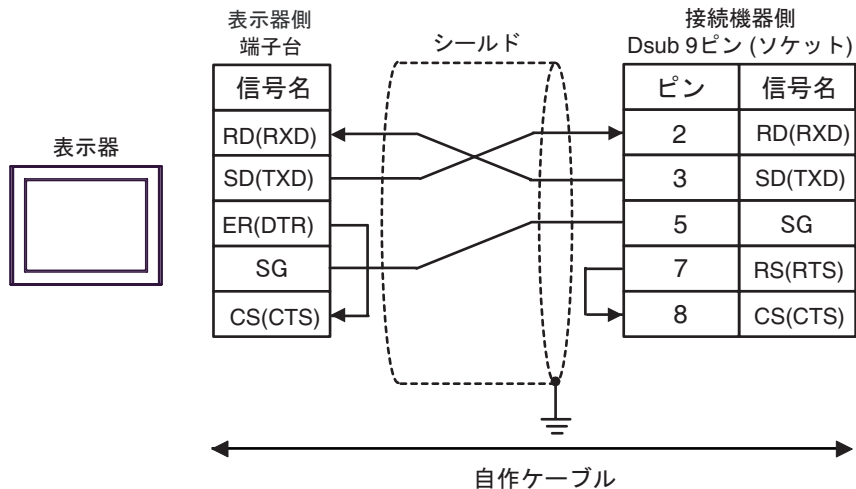 表示器側
端子台
シールド
接続機器側
Dsub 9ピン (ソケット)
表示器
信号名
ピン 信号名
RD(RXD) 2 RD(RXD)
SD(TXD) 3 SD(TXD)
ER(DTR) 5 SG
SG 7 RS(RTS)
CS(CTS) 8 CS(CTS)
自作ケーブル